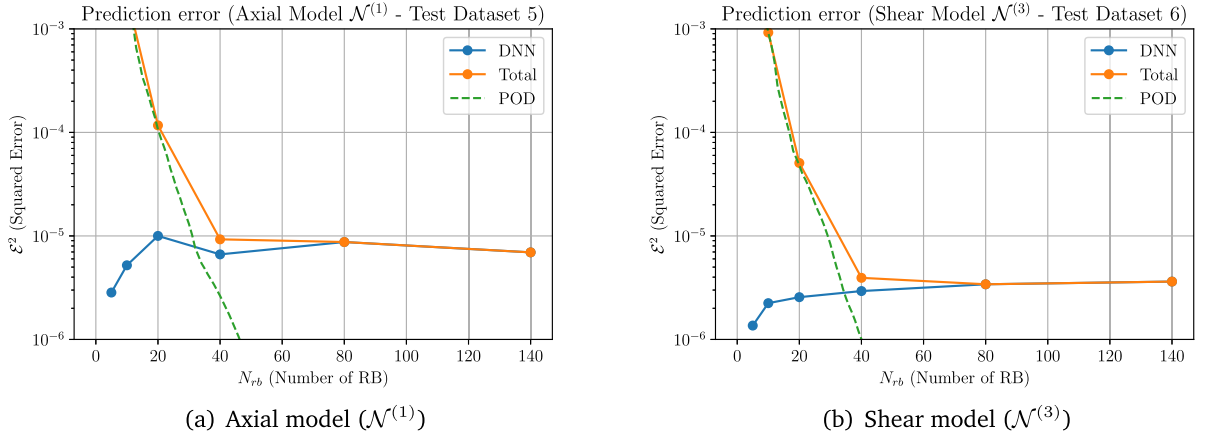 Prediction error (Axial Model 𝒩^(1) - Test Dataset 5)
10^−3
10^−4
10^−5
10^−6
ℰ^2 (Squared Error)
DNN
Total
POD
0 20 40 60 80 100 120 140
N_rb (Number of RB)
(a) Axial model (𝒩^(1))
Prediction error (Shear Model 𝒩^(3) - Test Dataset 6)
10^−3
10^−4
10^−5
10^−6
ℰ^2 (Squared Error)
DNN
Total
POD
0 20 40 60 80 100 120 140
N_rb (Number of RB)
(b) Shear model (𝒩^(3))